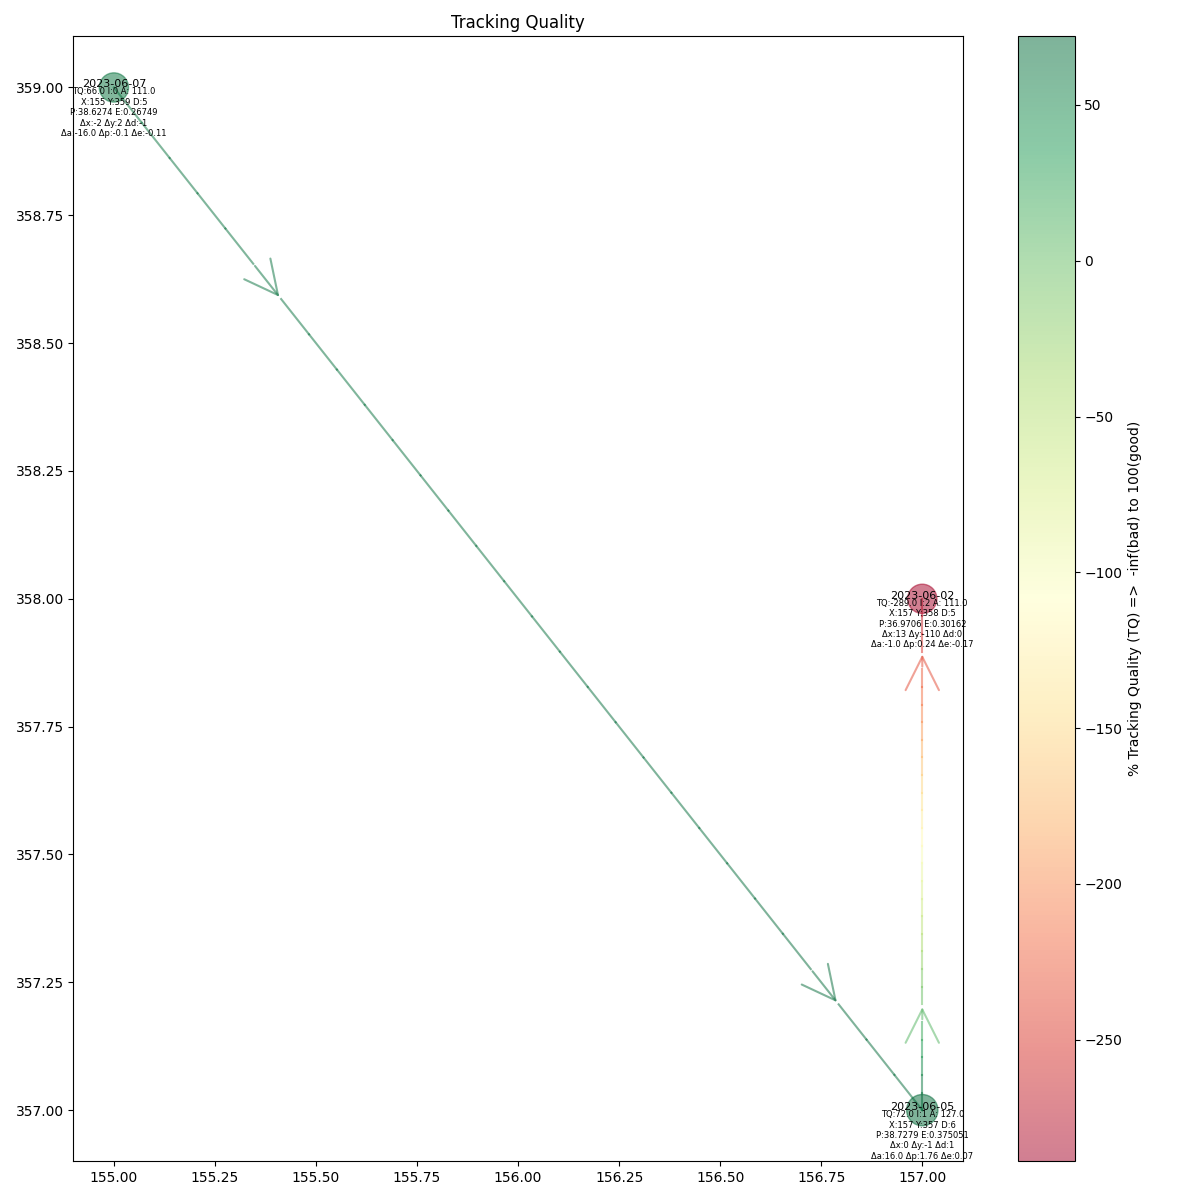 Tracking Quality
359.00
358.75
358.50
358.25
358.00
357.75
357.50
357.25
357.00
155.00
155.25
155.50
155.75
156.00
156.25
156.50
156.75
157.00
2023-06-07
TQ:66.0 I:0 A: 111.0
X:155 Y:359 D:5
P:38.6274 E:0.26749
Δx:-2 Δy:2 Δd:-1
Δa:-16.0 Δp:-0.1 Δe:-0.11
2023-06-02
TQ:-289.0 I:2 A: 111.0
X:157 Y:358 D:5
P:36.9706 E:0.30162
Δx:13 Δy:-110 Δd:0
Δa:-1.0 Δp:0.24 Δe:-0.17
2023-06-05
TQ:72.0 I:1 A: 127.0
X:157 Y:357 D:6
P:38.7279 E:0.375051
Δx:0 Δy:-1 Δd:1
Δa:16.0 Δp:1.76 Δe:0.07
50
0
−50
−100
−150
−200
−250
% Tracking Quality (TQ) => -inf(bad) to 100(good)